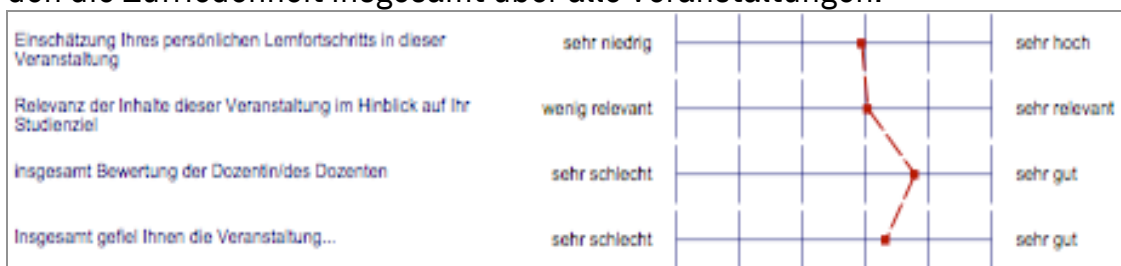 den die Zufriedenheit insgesamt über alle Veranstaltungen.
Einschätzung Ihres persönlichen Lernfortschritts in dieser
Veranstaltung
sehr niedrig
sehr hoch
Relevanz der Inhalte dieser Veranstaltung im Hinblick auf Ihr
Studienziel
wenig relevant
sehr relevant
insgesamt Bewertung der Dozentin/des Dozenten
sehr schlecht
sehr gut
Insgesamt gefiel Ihnen die Veranstaltung...
sehr schlecht
sehr gut